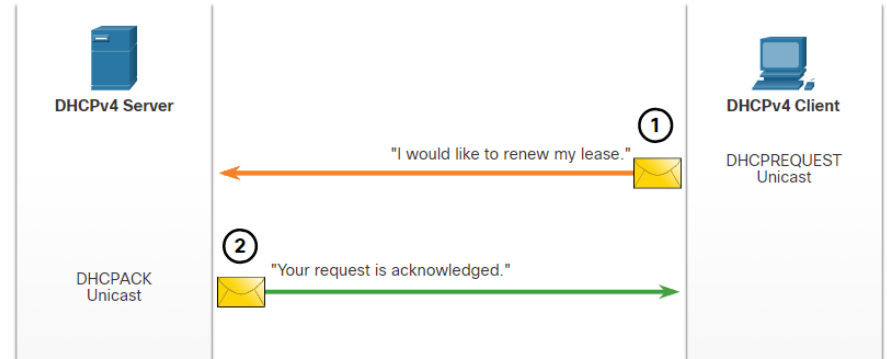 DHCPv4 Server
DHCPv4 Client
1
"I would like to renew my lease."
DHCPREQUEST
Unicast
2
"Your request is acknowledged."
DHCPACK
Unicast